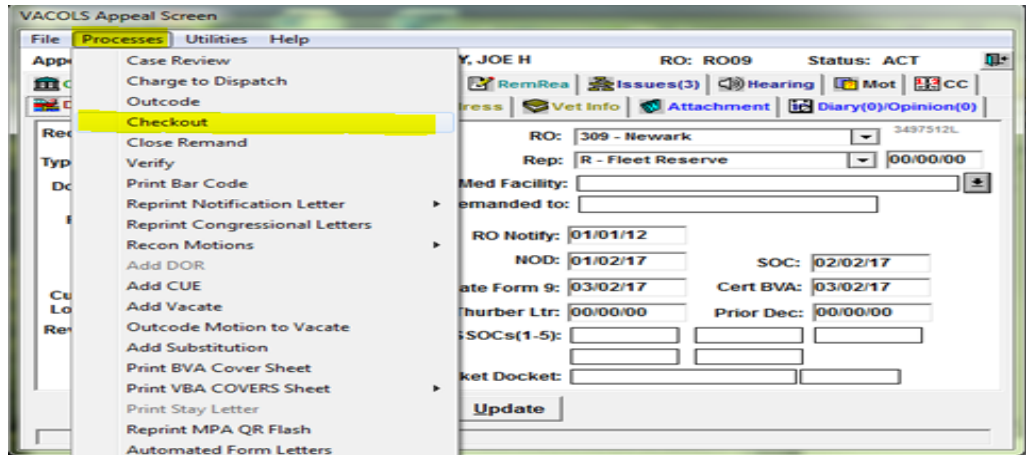 VACOLS Appeal Screen
File Processes Utilities Help
Y, JOE H RO: RO09 Status: ACT
RemRea Issues(3) Hearing Mot CC
Vet Info Attachment Diary(0)/Opinion(0)
Case Review
Charge to Dispatch
Outcode
Checkout
Close Remand
Verify
Print Bar Code
Reprint Notification Letter
Reprint Congressional Letters
Recon Motions
Add DOR
Add CUE
Add Vacate
Outcode Motion to Vacate
Add Substitution
Print BVA Cover Sheet
Print VBA COVERS Sheet
Print Stay Letter
Reprint MPA QR Flash
Automated Form Letters
RO: 309 - Newark 3497512L
Rep: R - Fleet Reserve 00/00/00
Med Facility:
emanded to:
RO Notify: 01/01/12
NOD: 01/02/17 SOC: 02/02/17
ate Form 9: 03/02/17 Cert BVA: 03/02/17
Thurber Ltr: 00/00/00 Prior Dec: 00/00/00
SSOCs(1-5):
ket Docket:
Update